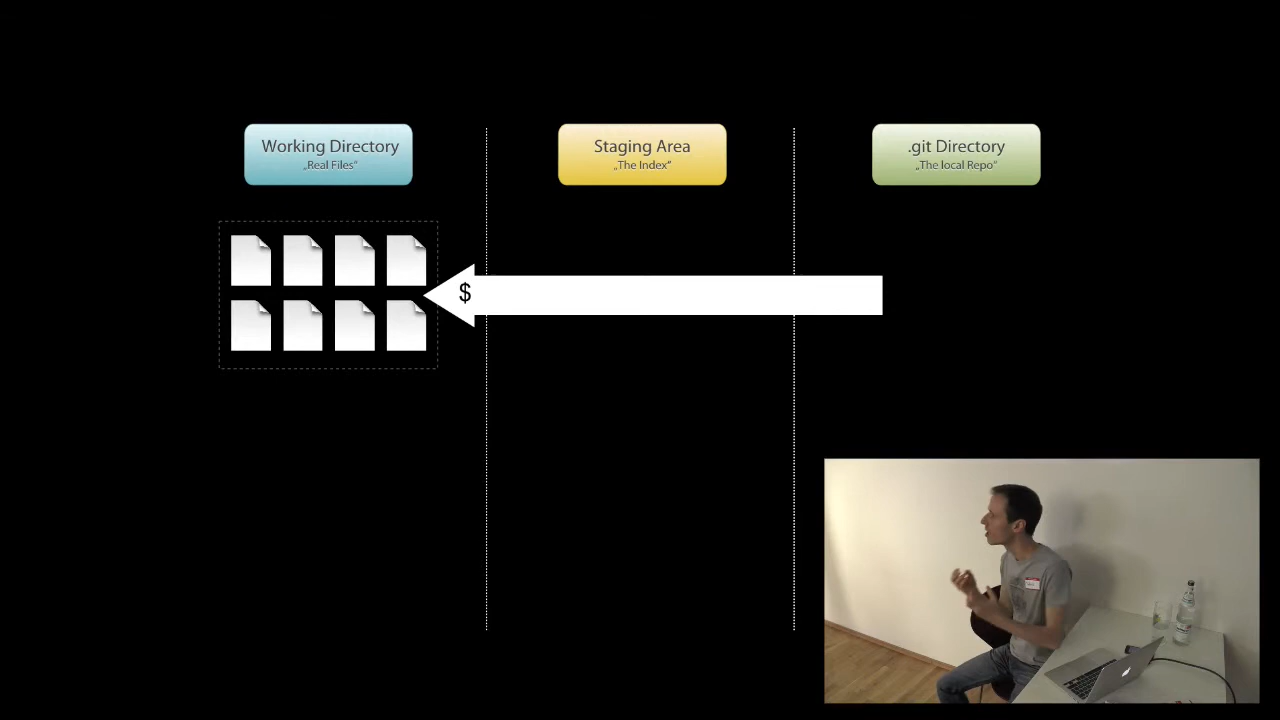 Working Directory
„Real Files"
Staging Area
„The Index"
.git Directory
„The local Repo"
$